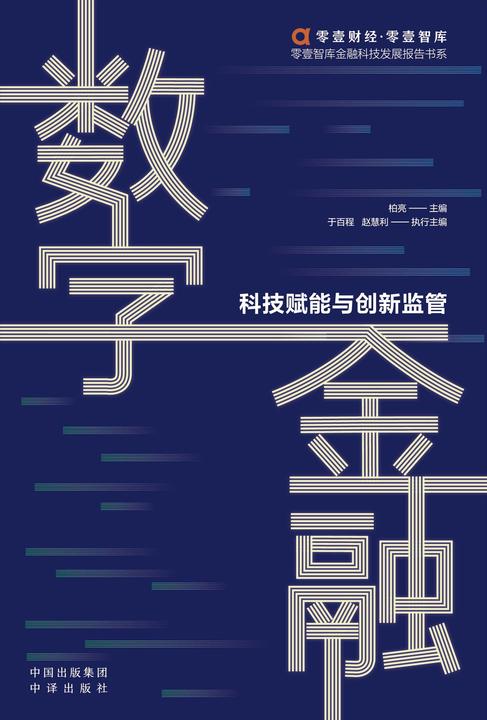 零壹财经·零壹智库
零壹智库金融科技发展报告书系
数字
柏亮——主编
于百程 赵慧利——执行主编
科技赋能与创新监管
金融
中国出版集团
中译出版社